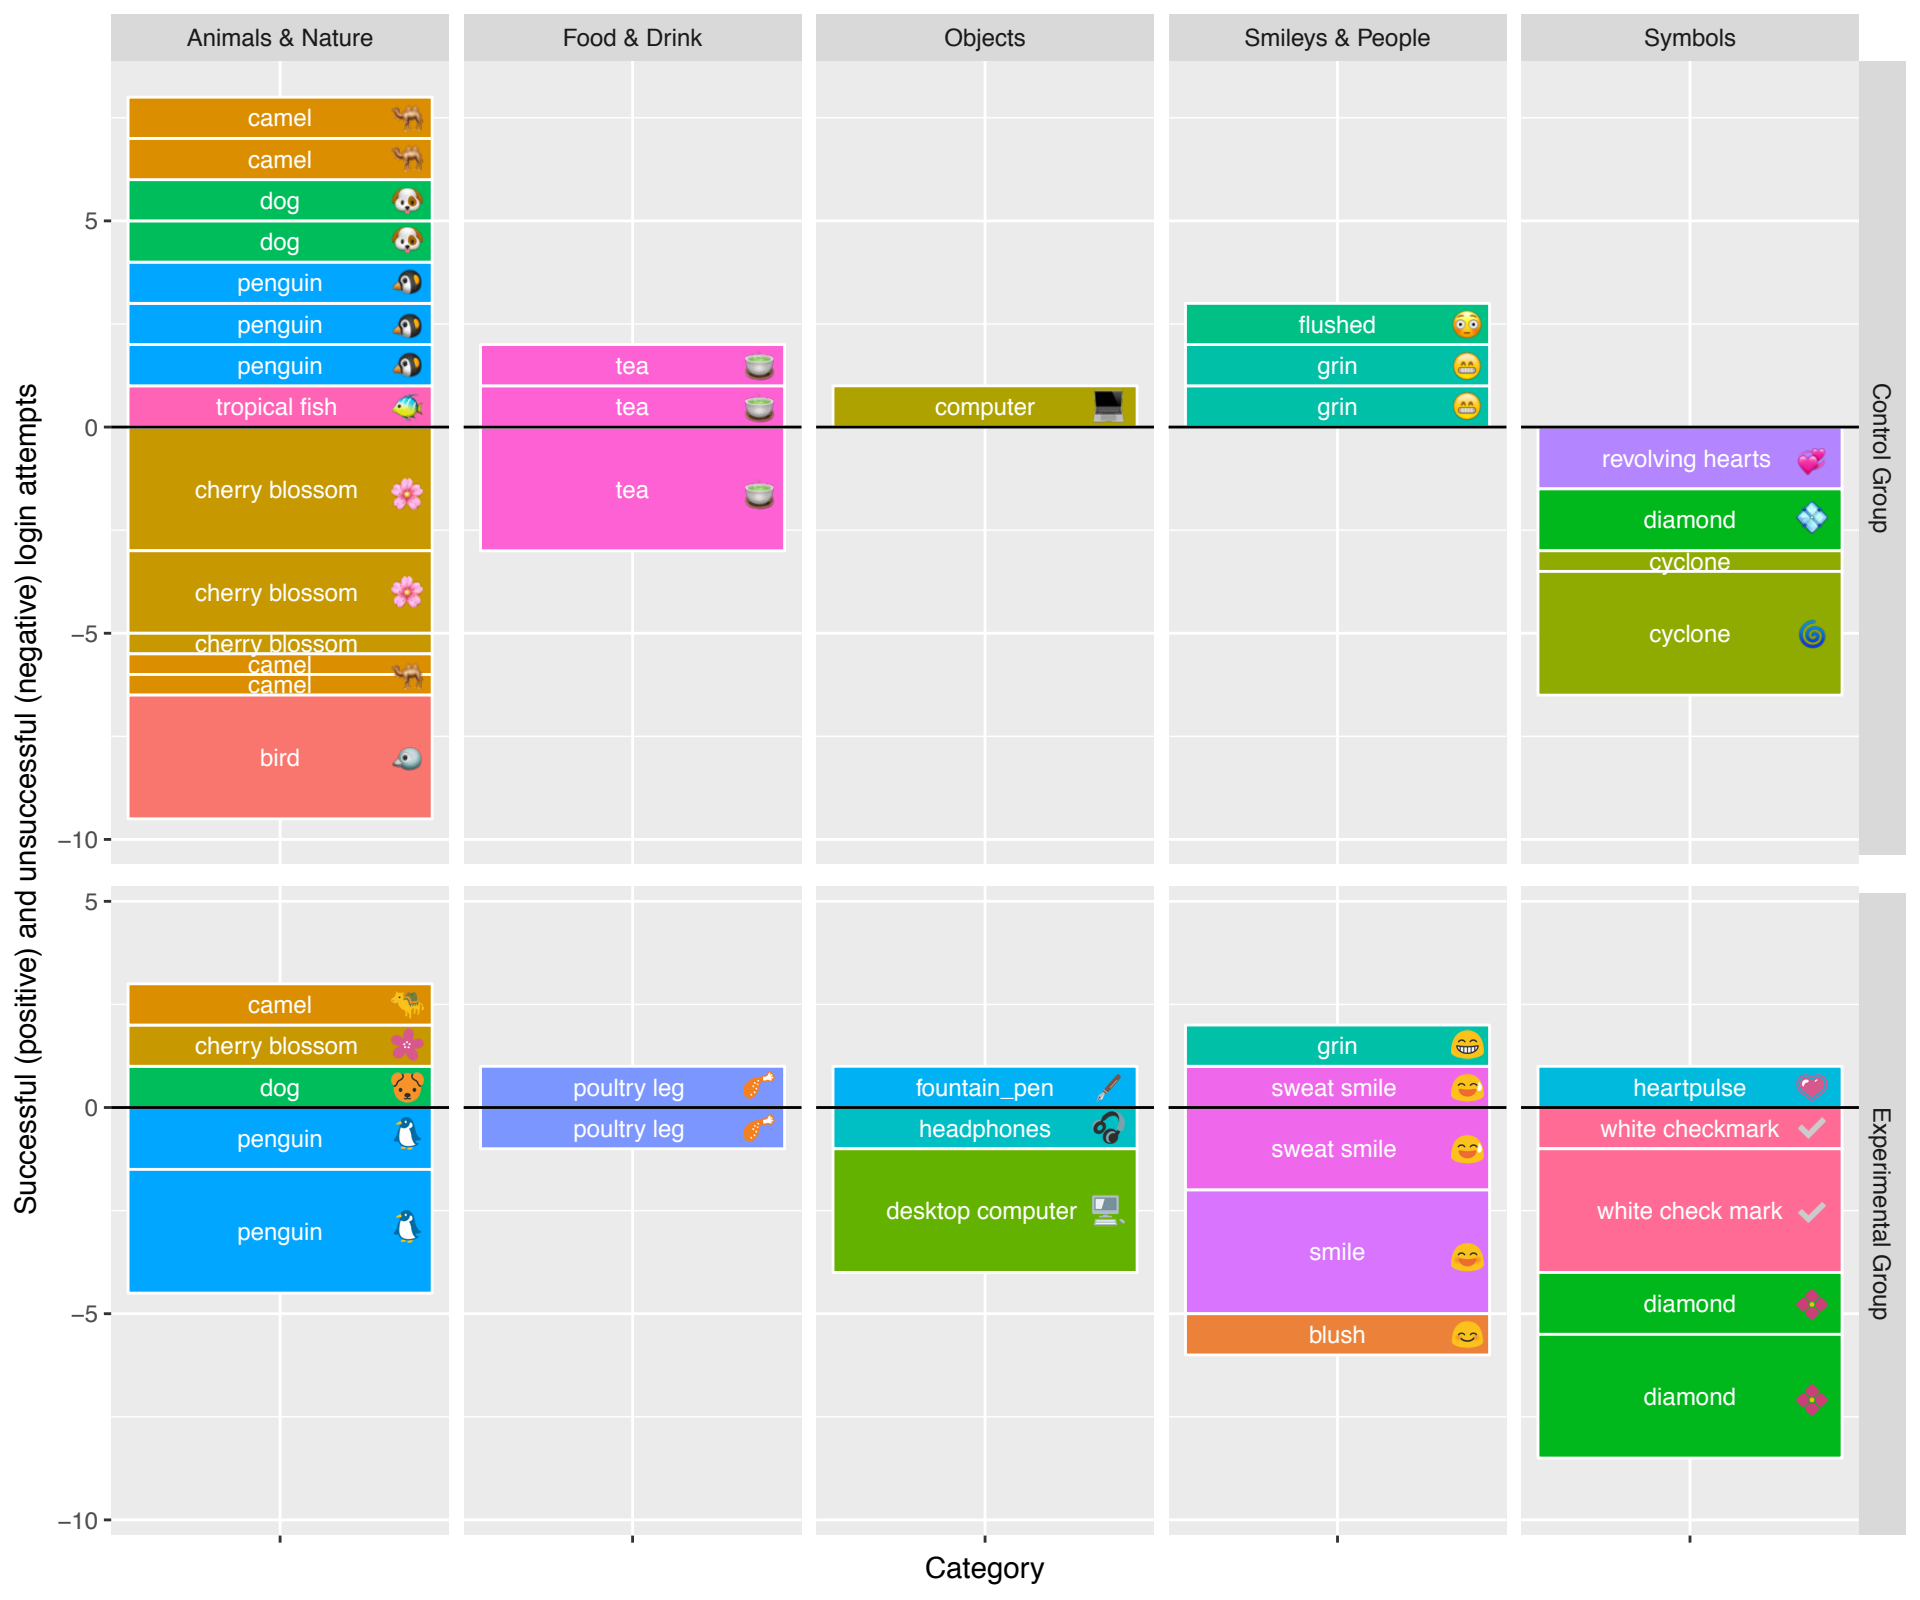 Animals & Nature
Food & Drink
Objects
Smileys & People
Symbols
Successful (positive) and unsuccessful (negative) login attempts
5
0
−5
−10
camel
camel
dog
dog
penguin
penguin
penguin
tropical fish
cherry blossom
cherry blossom
cherry blossom
camel
camel
bird
tea
tea
tea
computer
flushed
grin
grin
revolving hearts
diamond
cyclone
cyclone
Control Group
5
0
−5
−10
camel
cherry blossom
dog
penguin
penguin
poultry leg
poultry leg
fountain_pen
headphones
desktop computer
grin
sweat smile
sweat smile
smile
blush
heartpulse
white checkmark
white check mark
diamond
diamond
Experimental Group
Category